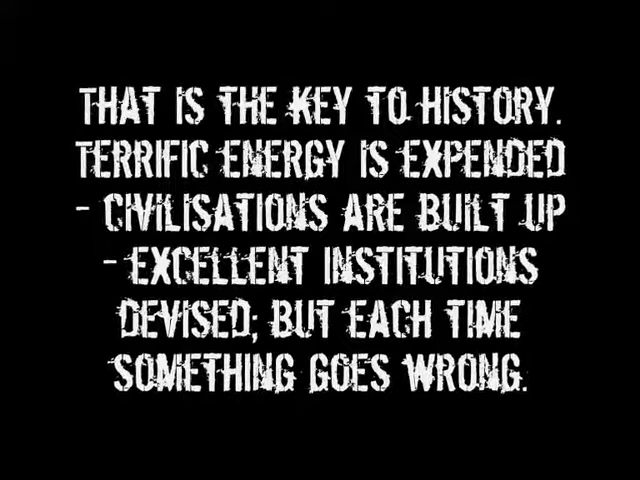 THAT IS THE KEY TO HISTORY.
TERRIFIC ENERGY IS EXPENDED
- CIVILISATIONS ARE BUILT UP
- EXCELLENT INSTITUTIONS
DEVISED; BUT EACH TIME
SOMETHING GOES WRONG.